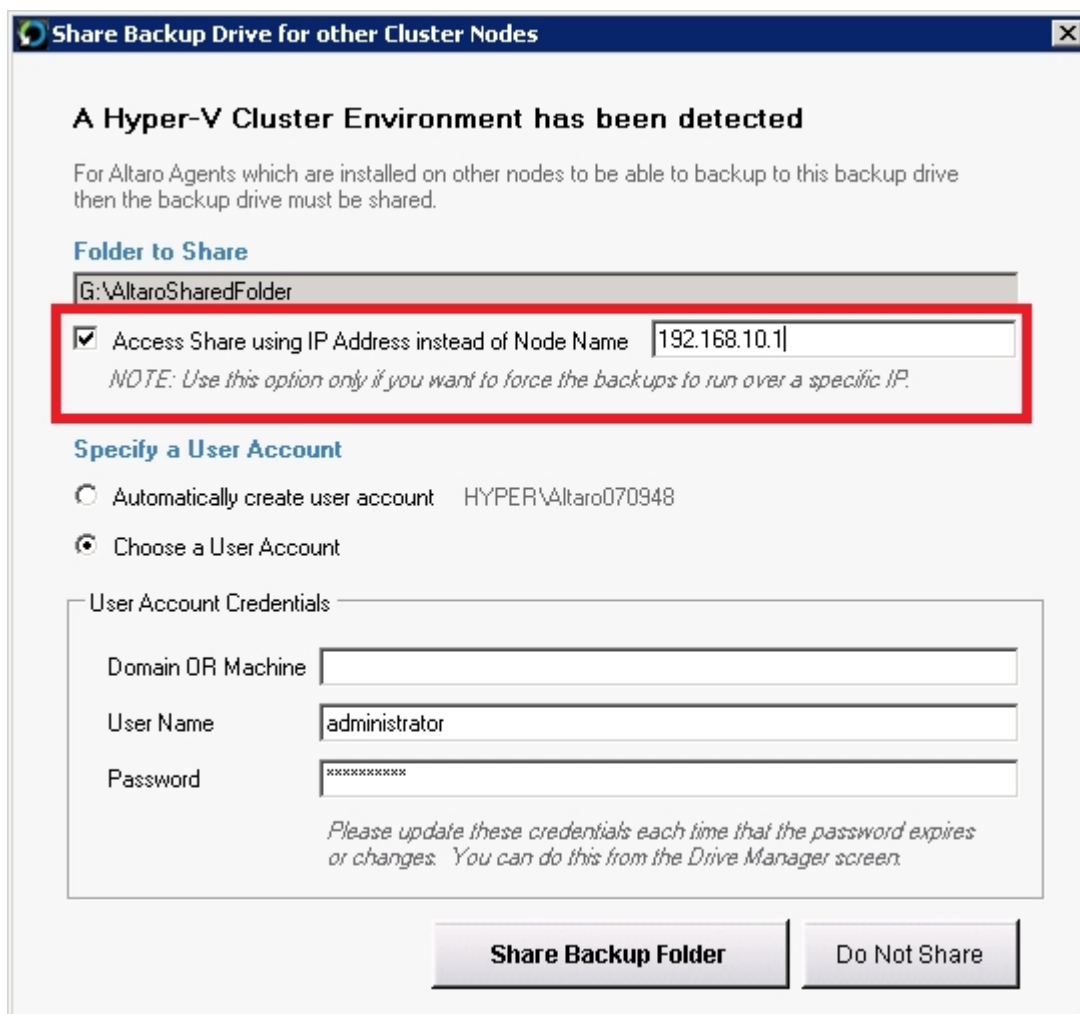 Share Backup Drive for other Cluster Nodes
A Hyper-V Cluster Environment has been detected
For Altaro Agents which are installed on other nodes to be able to backup to this backup drive
then the backup drive must be shared.
Folder to Share
G:\AltaroSharedFolder
Access Share using IP Address instead of Node Name 192.168.10.1
NOTE: Use this option only if you want to force the backups to run over a specific IP.
Specify a User Account
Automatically create user account HYPER\Altaro070948
Choose a User Account
User Account Credentials
Domain OR Machine
User Name administrator
Password **********
Please update these credentials each time that the password expires
or changes. You can do this from the Drive Manager screen.
Share Backup Folder Do Not Share